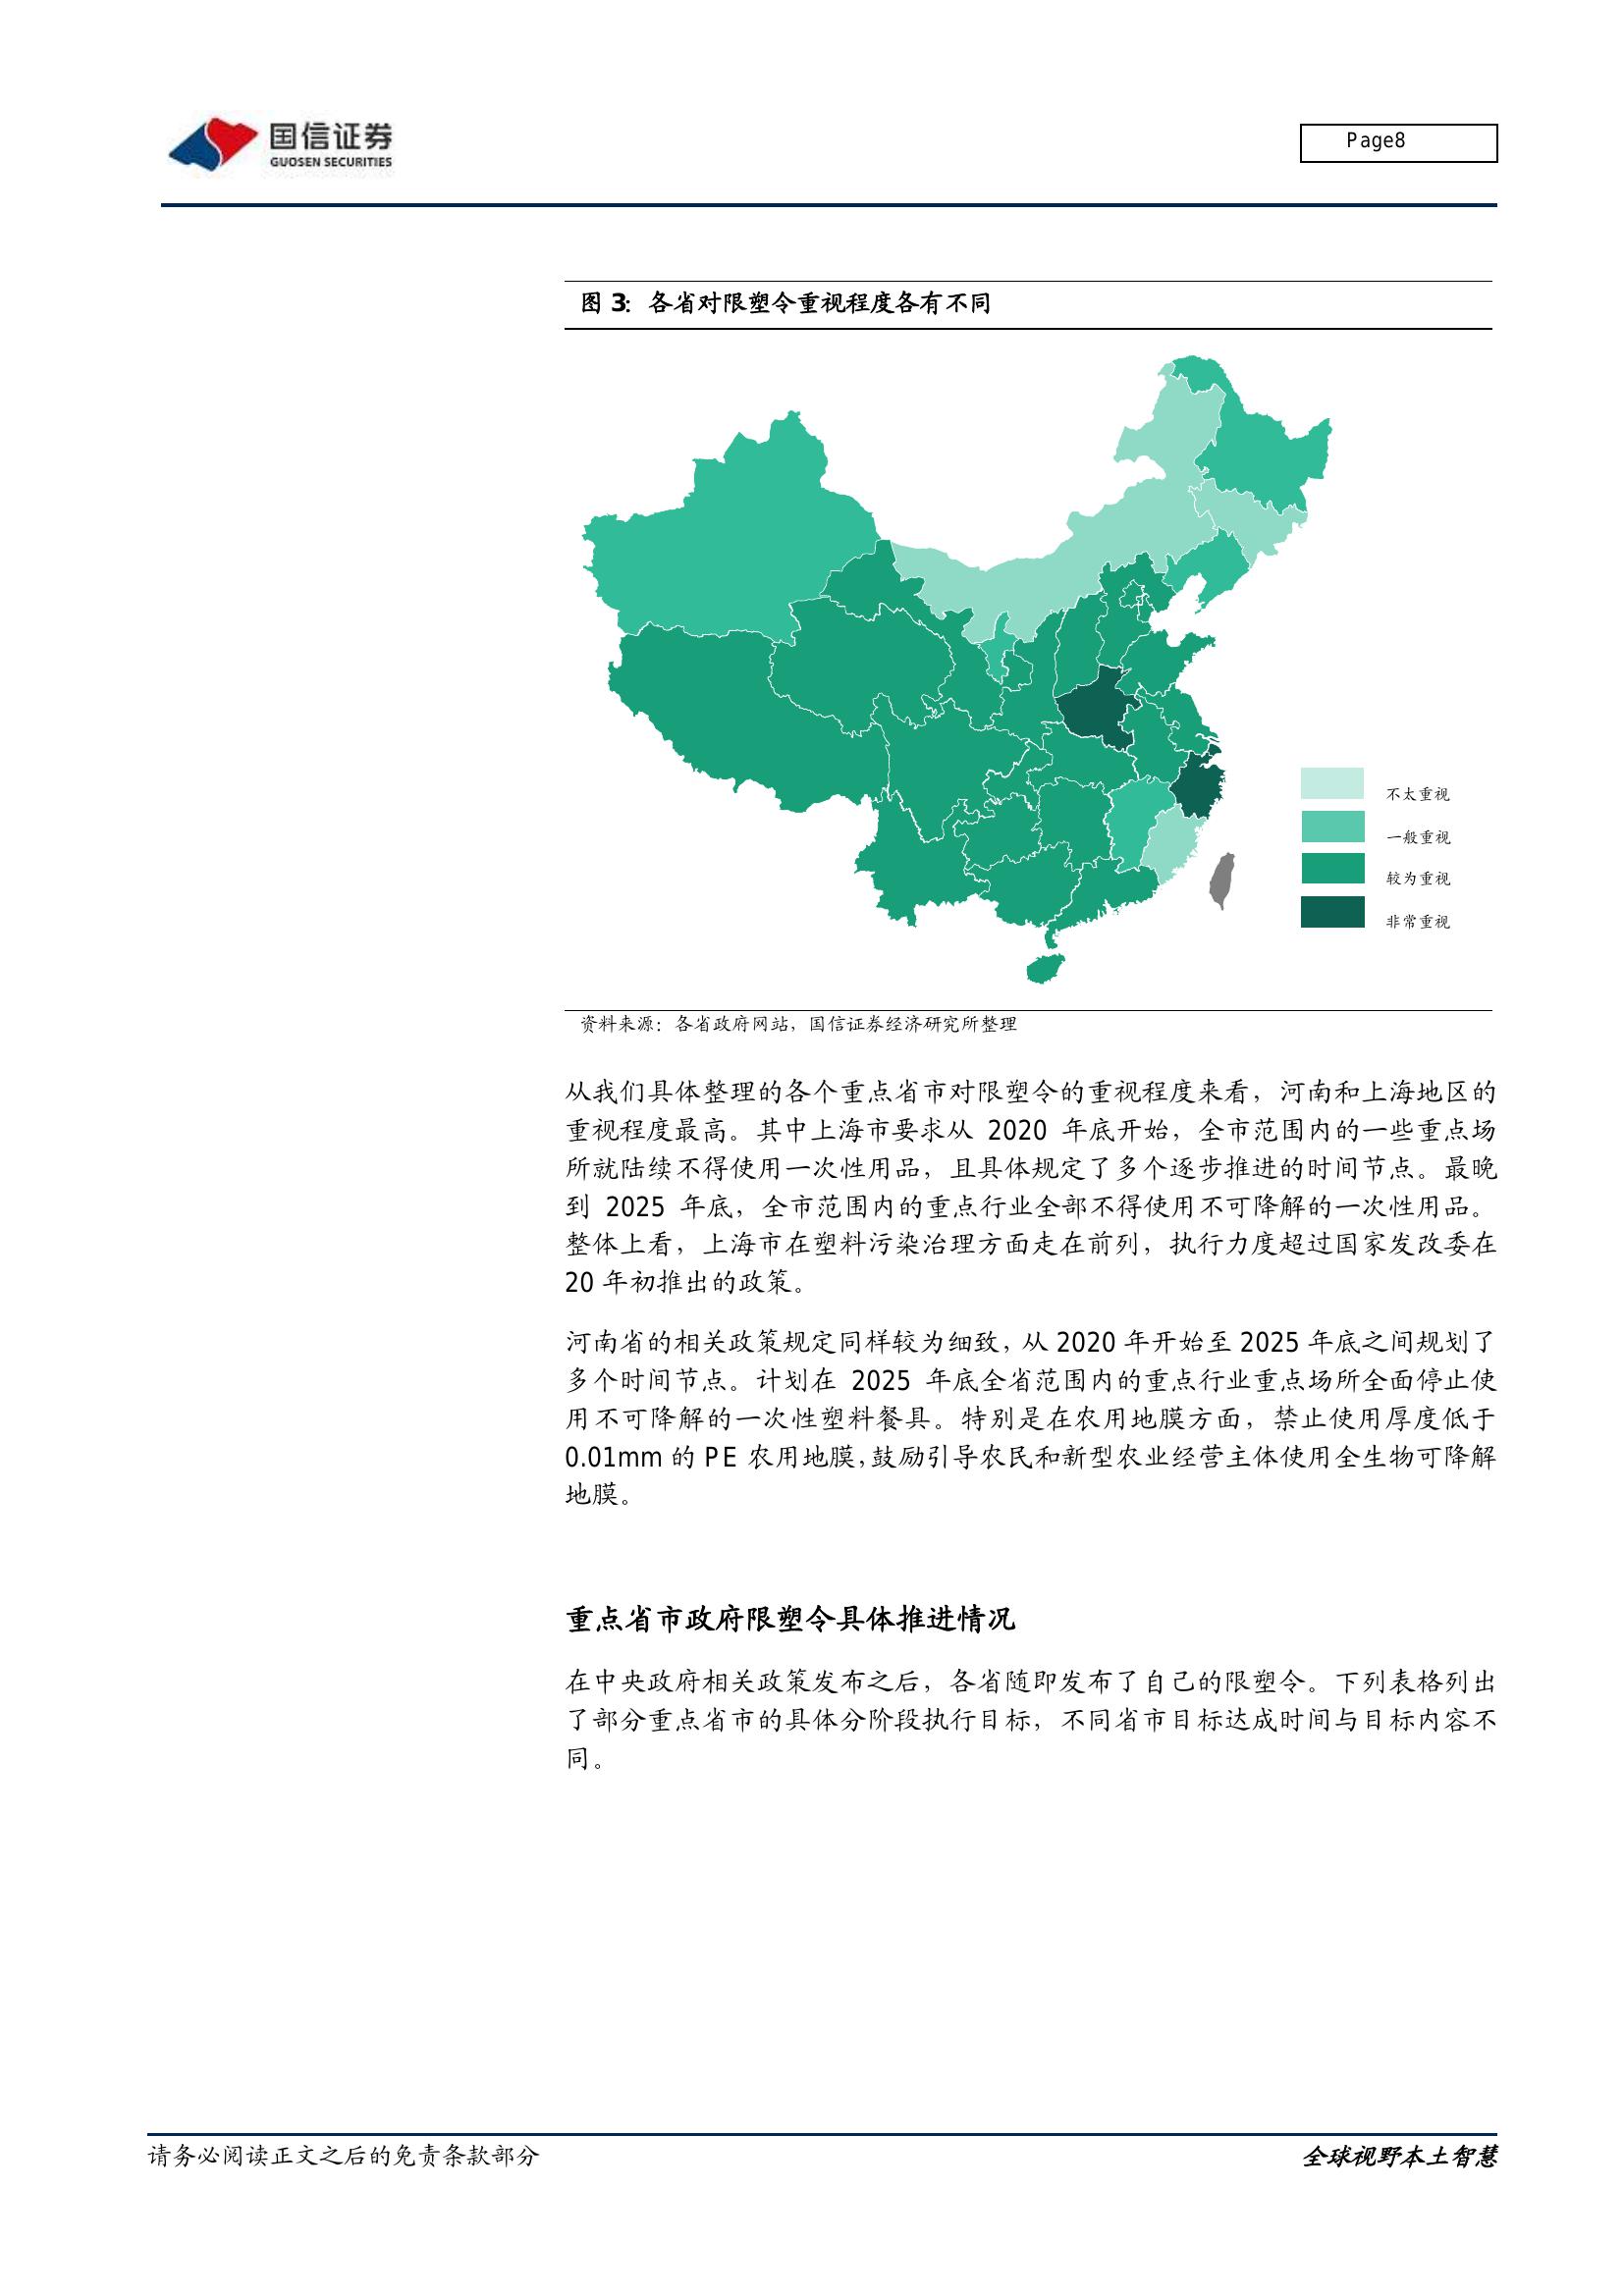 国信证券
GUOSEN SECURITIES
Page8
图 3: 各省对限塑令重视程度各有不同
不太重视
一般重视
较为重视
非常重视
资料来源：各省政府网站，国信证券经济研究所整理
从我们具体整理的各个重点省市对限塑令的重视程度来看，河南和上海地区的
重视程度最高。其中上海市要求从 2020 年底开始，全市范围内的一些重点场
所就陆续不得使用一次性用品，且具体规定了多个逐步推进的时间节点。最晚
到 2025 年底，全市范围内的重点行业全部不得使用不可降解的一次性用品。
整体上看，上海市在塑料污染治理方面走在前列，执行力度超过国家发改委在
20 年初推出的政策。
河南省的相关政策规定同样较为细致，从 2020 年开始至 2025 年底之间规划了
多个时间节点。计划在 2025 年底全省范围内的重点行业重点场所全面停止使
用不可降解的一次性塑料餐具。特别是在农用地膜方面，禁止使用厚度低于
0.01mm 的 PE 农用地膜，鼓励引导农民和新型农业经营主体使用全生物可降解
地膜。
重点省市政府限塑令具体推进情况
在中央政府相关政策发布之后，各省随即发布了自己的限塑令。下列表格列出
了部分重点省市的具体分阶段执行目标，不同省市目标达成时间与目标内容不
同。
请务必阅读正文之后的免责条款部分
全球视野本土智慧